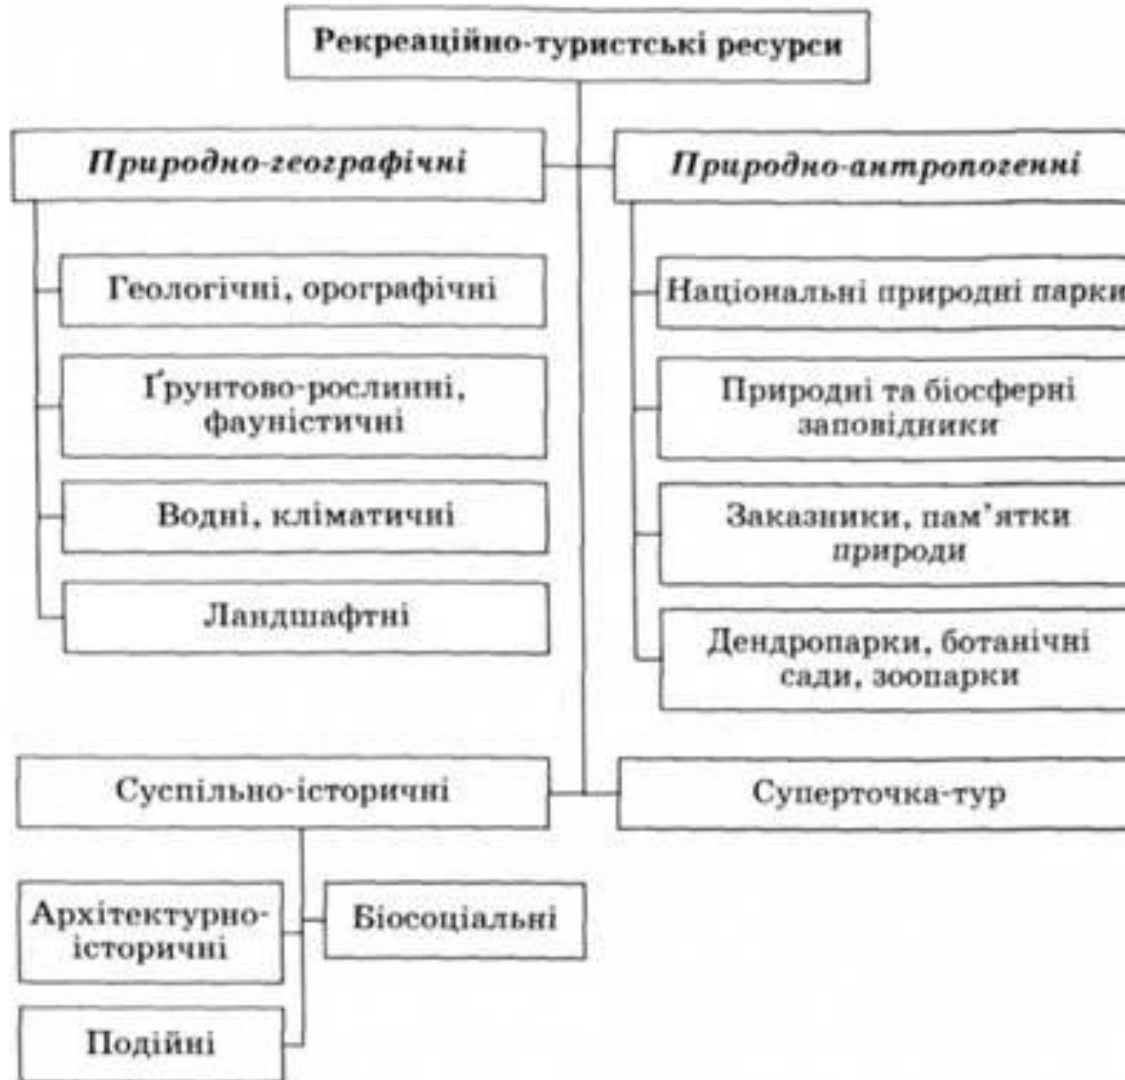 Рекреаційно-туристські ресурси
Природно-географічні
Природно-антропогенні
Геологічні, орографічні
Ґрунтово-рослинні,
фауністичні
Водні, кліматичні
Ландшафтні
Національні природні парки
Природні та біосферні
заповідники
Заказники, пам’ятки
природи
Дендропарки, ботанічні
сади, зоопарки
Суспільно-історичні
Суперточка-тур
Архітектурно-
історичні
Біосоціальні
Подійні